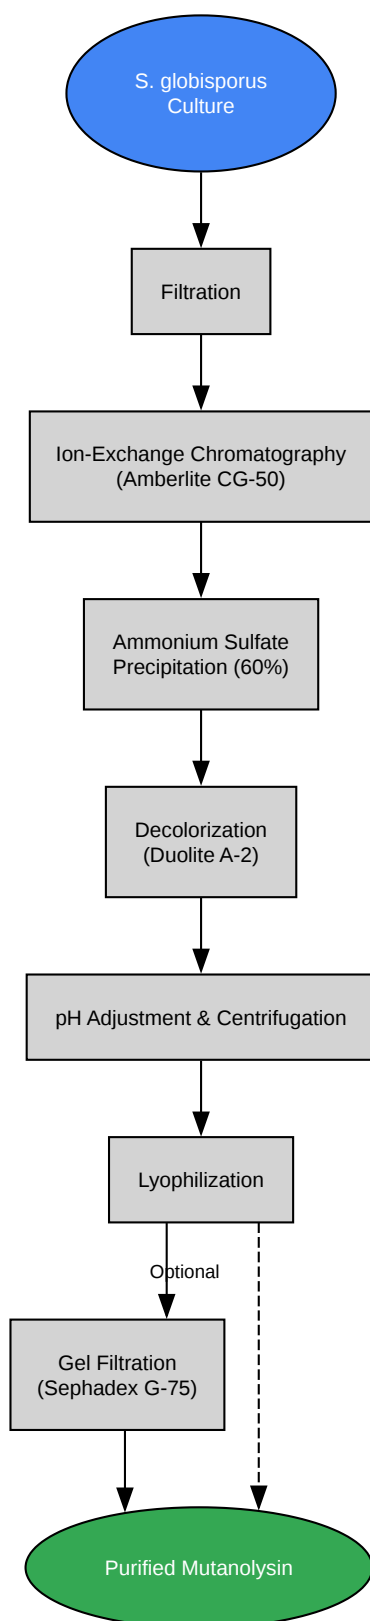 S. globisporus
Culture
Filtration
Ion-Exchange Chromatography
(Amberlite CG-50)
Ammonium Sulfate
Precipitation (60%)
Decolorization
(Duolite A-2)
pH Adjustment & Centrifugation
Lyophilization
Optional
Gel Filtration
(Sephadex G-75)
Purified Mutanolysin